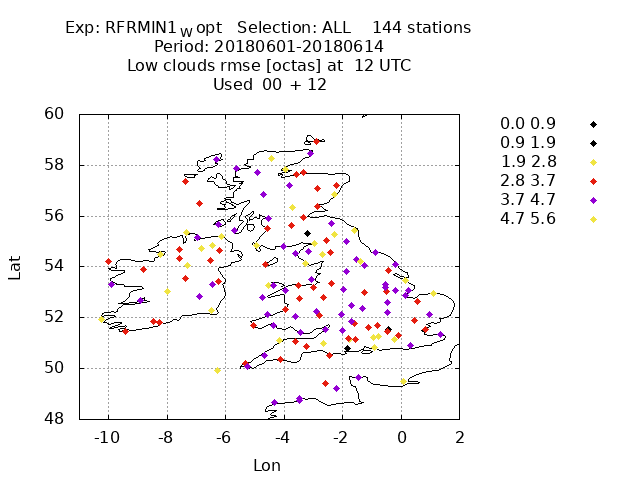 Exp: RFRMIN1wopt Selection: ALL 144 stations
Period: 20180601-20180614
Low clouds rmse [octas] at 12 UTC
Used 00 + 12
60
58
56
54
52
50
48
Lat
-10 -8 -6 -4 -2 0 2
Lon
0.0 0.9
0.9 1.9
1.9 2.8
2.8 3.7
3.7 4.7
4.7 5.6